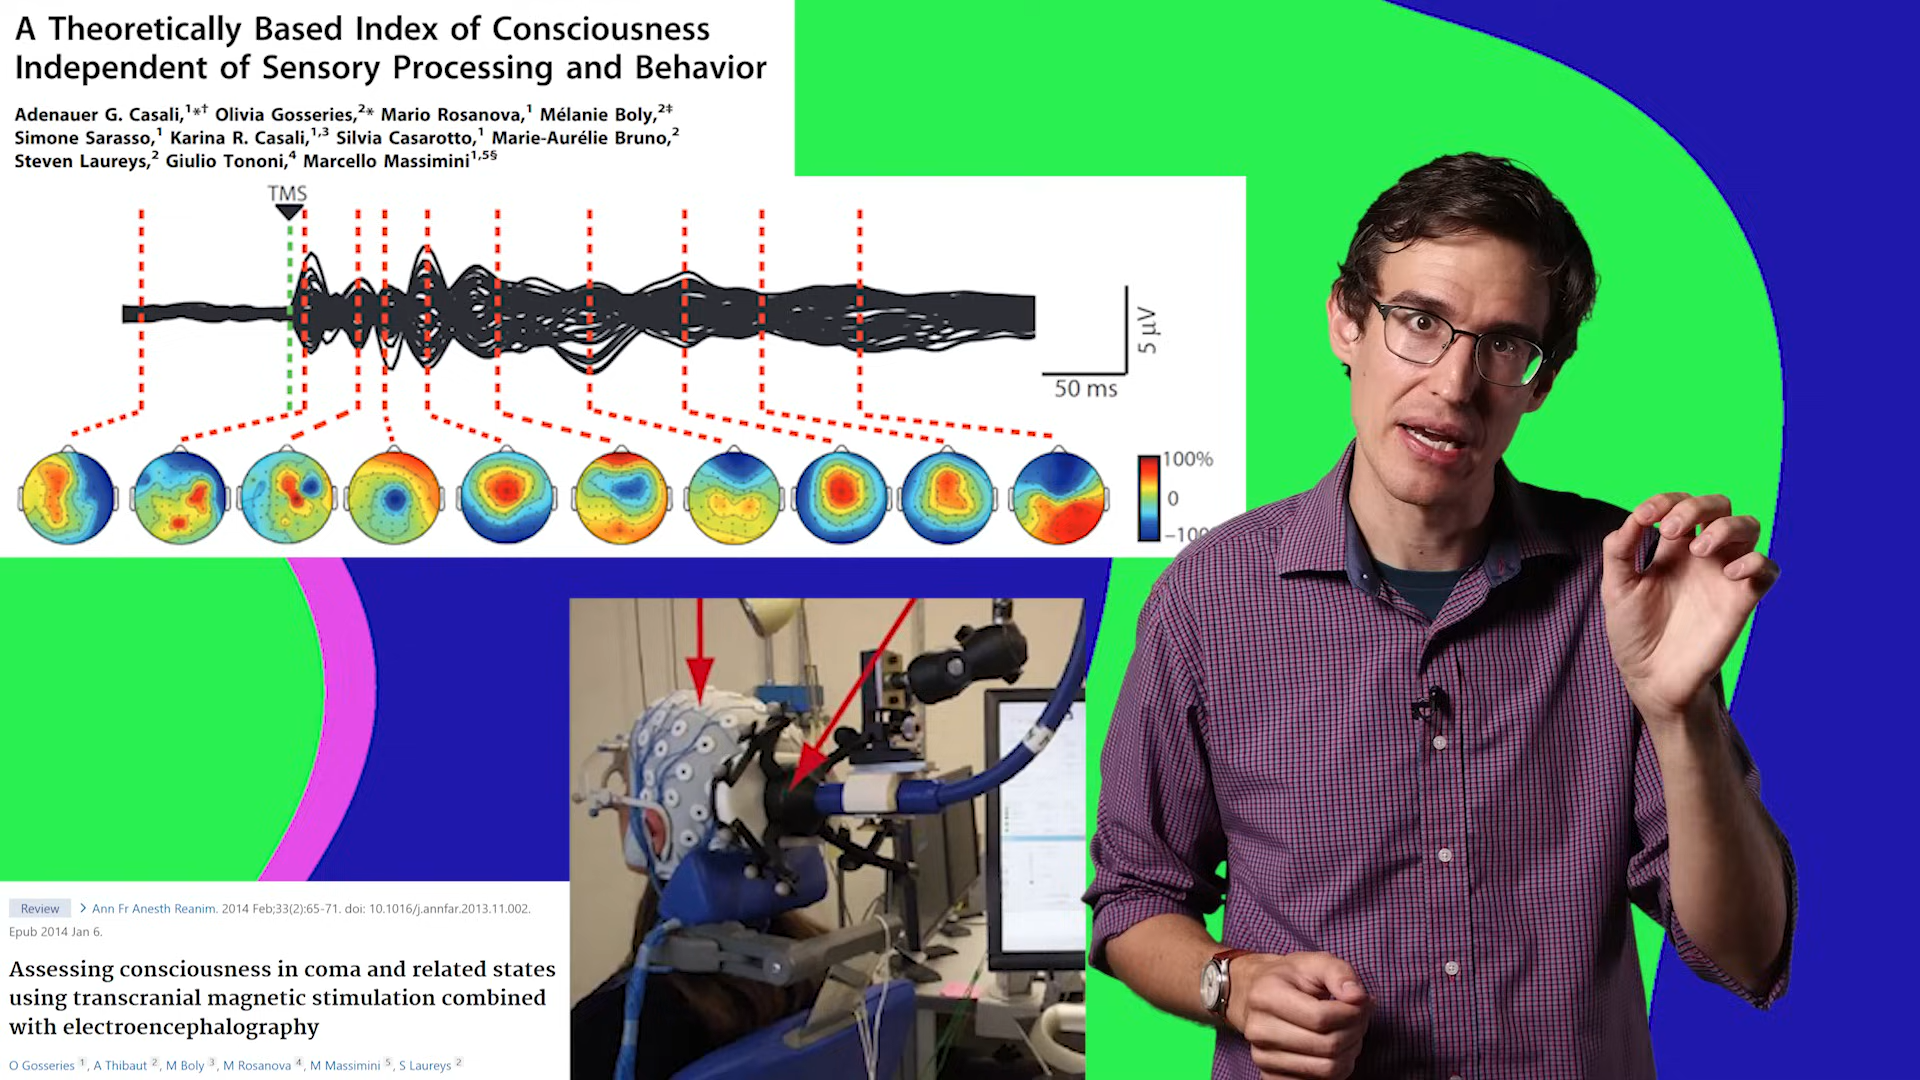 A Theoretically Based Index of Consciousness
Independent of Sensory Processing and Behavior
Adenauer G. Casali,¹*† Olivia Gosseries,²* Mario Rosanova,¹ Mélanie Boly,²‡
Simone Sarasso,¹ Karina R. Casali,¹,³ Silvia Casarotto,¹ Marie-Aurélie Bruno,²
Steven Laureys,² Giulio Tononi,⁴ Marcello Massimini¹,⁵§
TMS
5 µV
50 ms
100%
0
−100
Review > Ann Fr Anesth Reanim. 2014 Feb;33(2):65-71. doi: 10.1016/j.annfar.2013.11.002.
Epub 2014 Jan 6.
Assessing consciousness in coma and related states
using transcranial magnetic stimulation combined
with electroencephalography
O Gosseries ¹, A Thibaut ², M Boly ³, M Rosanova ⁴, M Massimini ⁵, S Laureys ²